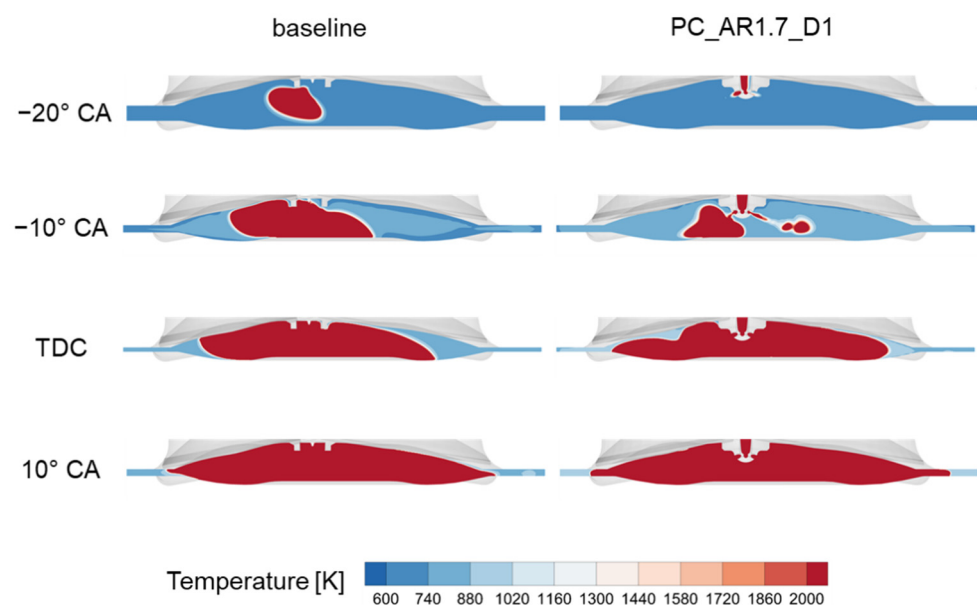 baseline PC_AR1.7_D1
−20° CA
−10° CA
TDC
10° CA
Temperature [K]
600 740 880 1020 1160 1300 1440 1580 1720 1860 2000